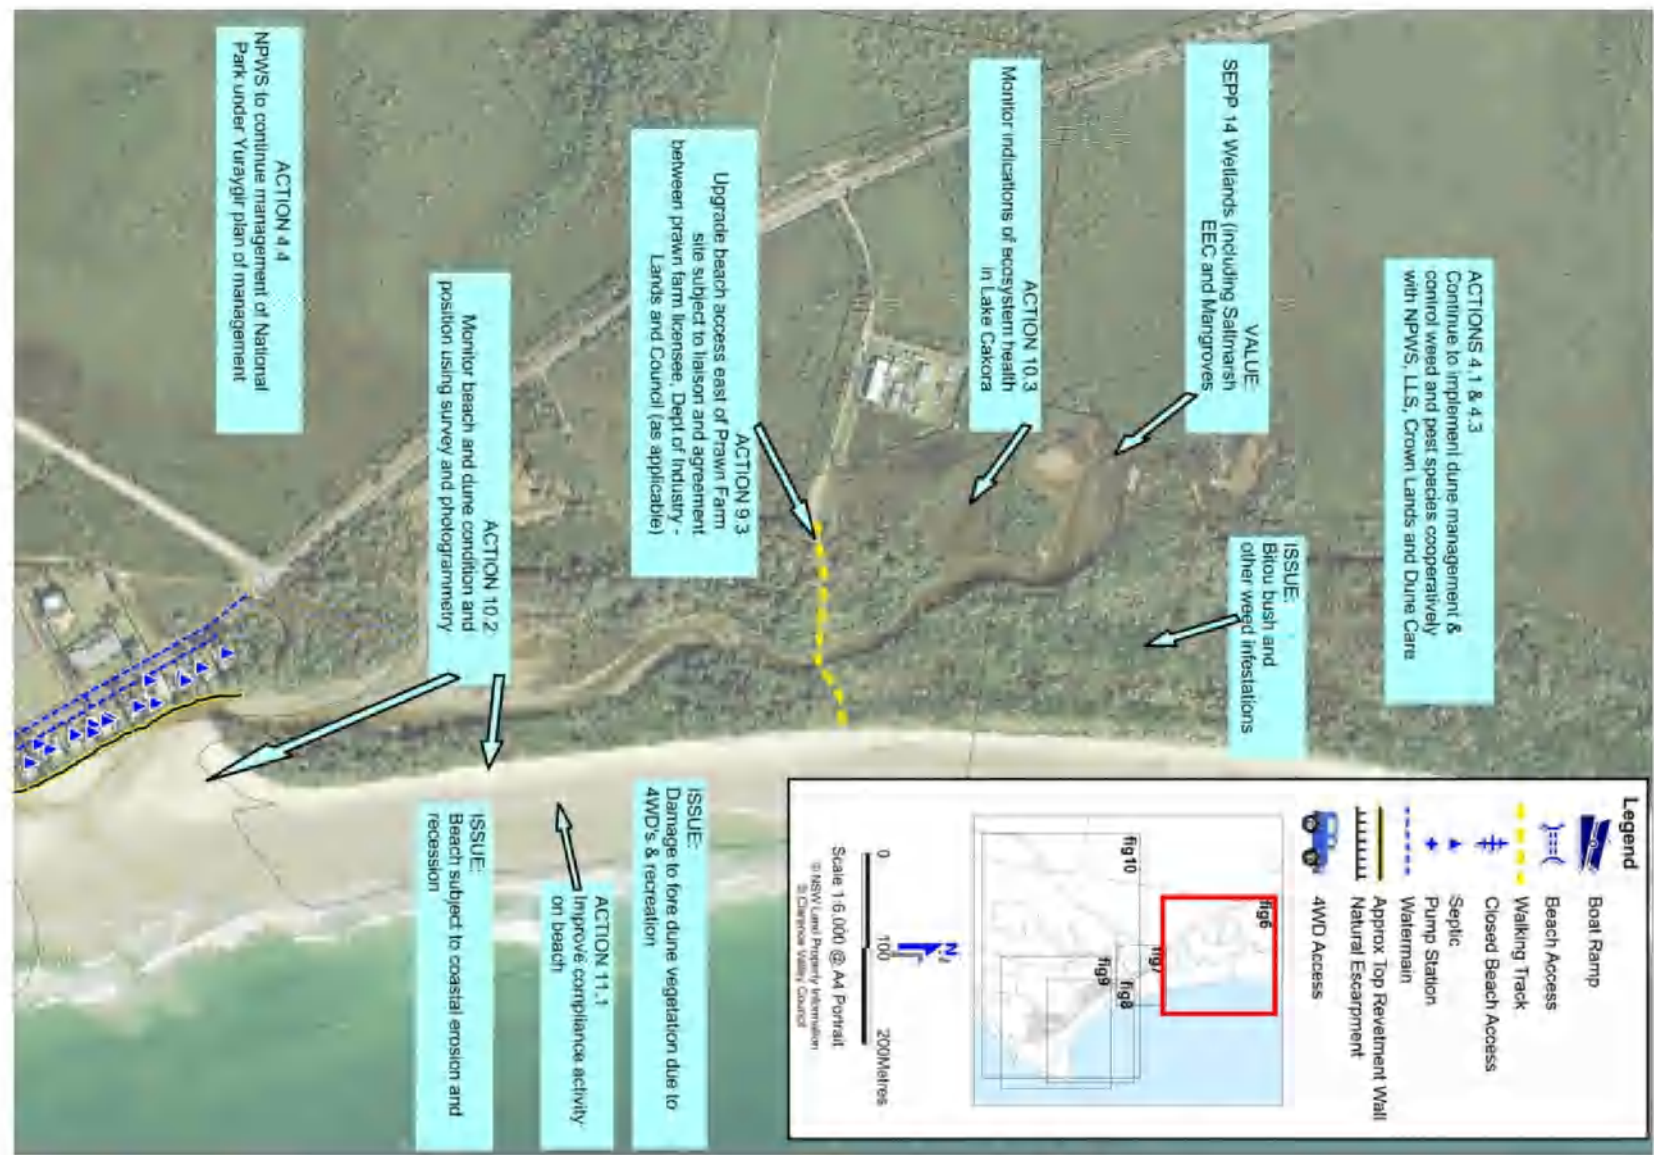 ACTIONS 4.1 & 4.3
Continue to implement dune management &
control weed and pest species cooperatively
with NPWS, LLS, Crown Lands and Dune Care
VALUE:
SEPP 14 Wetlands (including Saltmarsh
EEC and Mangroves
ISSUE:
Bitou bush and
other weed infestations
ACTION 10.3
Monitor indications of ecosystem health
in Lake Cakora
ACTION 9.3
Upgrade beach access east of Prawn Farm
site subject to liaison and agreement
between prawn farm licensee, Dept of Industry -
Lands and Council (as applicable)
ACTION 10.2
Monitor beach and dune condition and
position using survey and photogrammetry
ACTION 4.4
NPWS to continue management of National
Park under Yuraygir plan of management
ISSUE:
Damage to fore dune vegetation due to
4WD's & recreation
ACTION 11.1
Improve compliance activity
on beach
ISSUE:
Beach subject to coastal erosion and
recession
Legend
Boat Ramp
Beach Access
Walking Track
Closed Beach Access
Septic
Pump Station
Watermain
Approx Top Revetment Wall
Natural Escarpment
4WD Access
fig6
fig10
fig7
fig8
fig9
N
0 100 200Metres
Scale 1:6,000 @ A4 Portrait
© NSW Land Property Information
© Clarence Valley Council